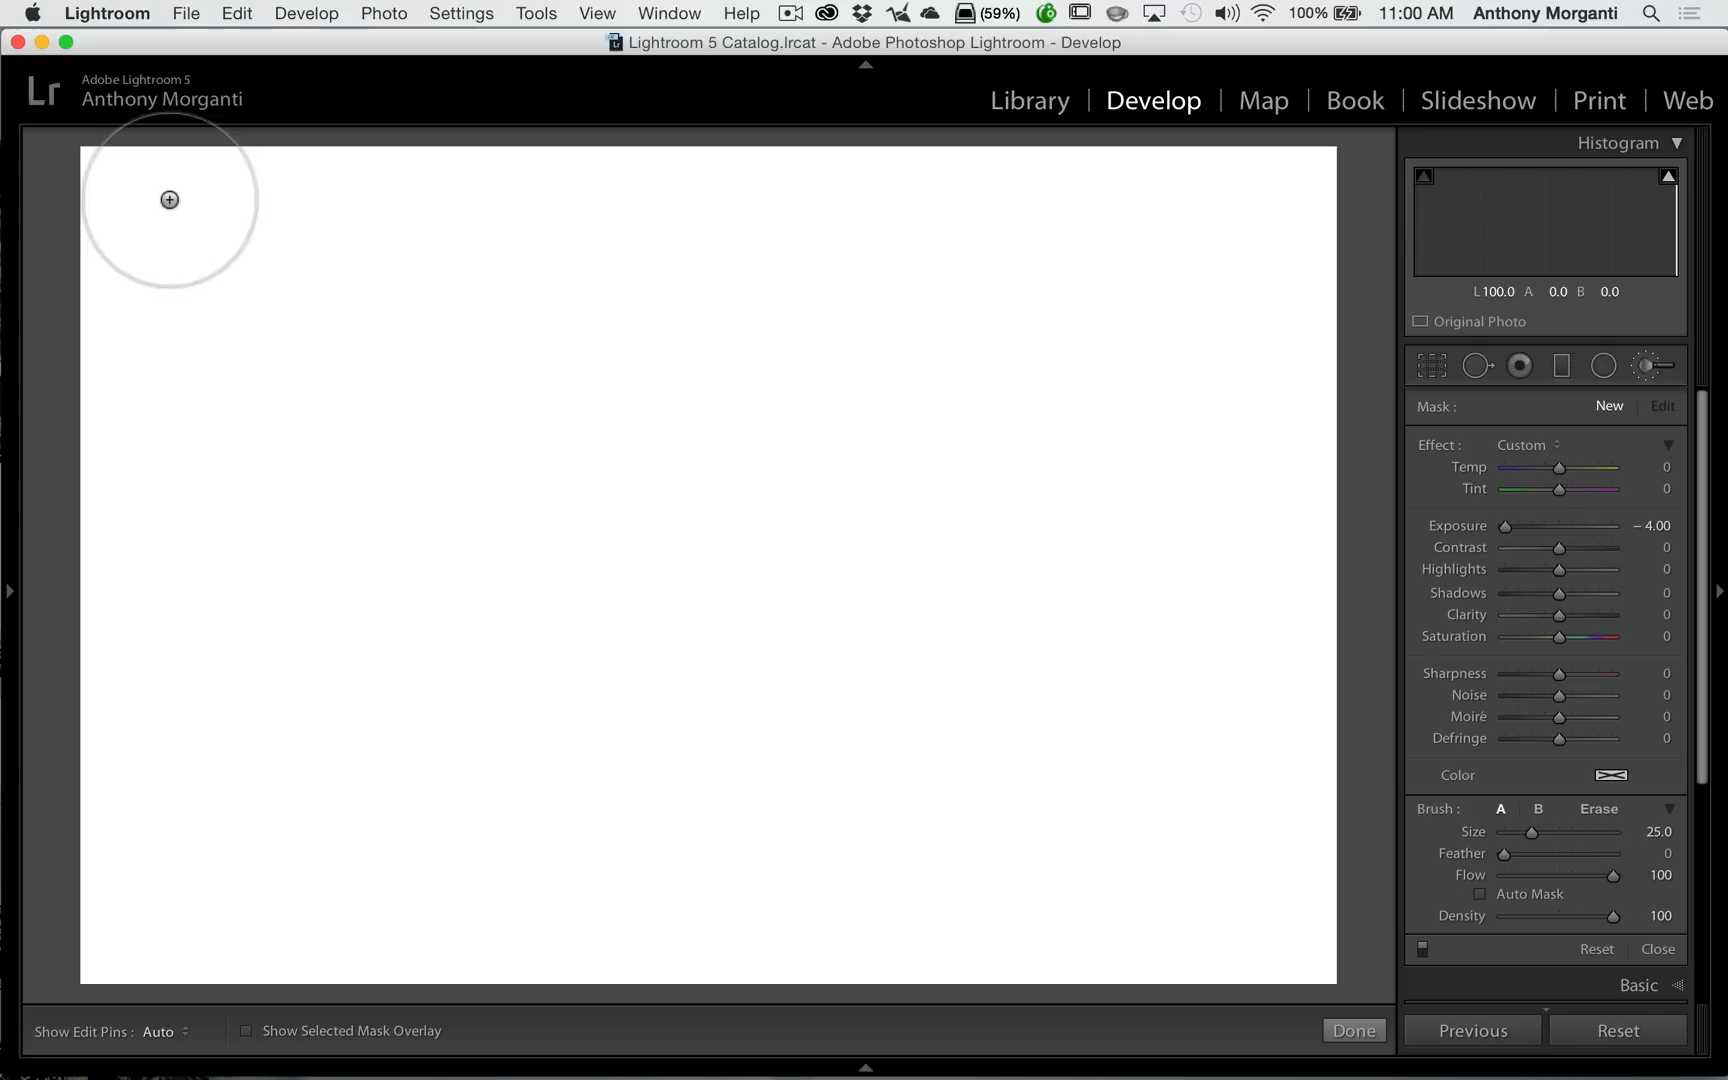 Lightroom File Edit Develop Photo Settings Tools View Window Help (59%) 100% 11:00 AM Anthony Morganti
Lightroom 5 Catalog.lrcat - Adobe Photoshop Lightroom - Develop
Lr
Adobe Lightroom 5
Anthony Morganti
Library | Develop | Map | Book | Slideshow | Print | Web
Histogram
L 100.0 A 0.0 B 0.0
Original Photo
Mask : New Edit
Effect : Custom
Temp 0
Tint 0
Exposure – 4.00
Contrast 0
Highlights 0
Shadows 0
Clarity 0
Saturation 0
Sharpness 0
Noise 0
Moiré 0
Defringe 0
Color
Brush : A B Erase
Size 25.0
Feather 0
Flow 100
Auto Mask
Density 100
Reset Close
Basic
Show Edit Pins : Auto Show Selected Mask Overlay Done Previous Reset